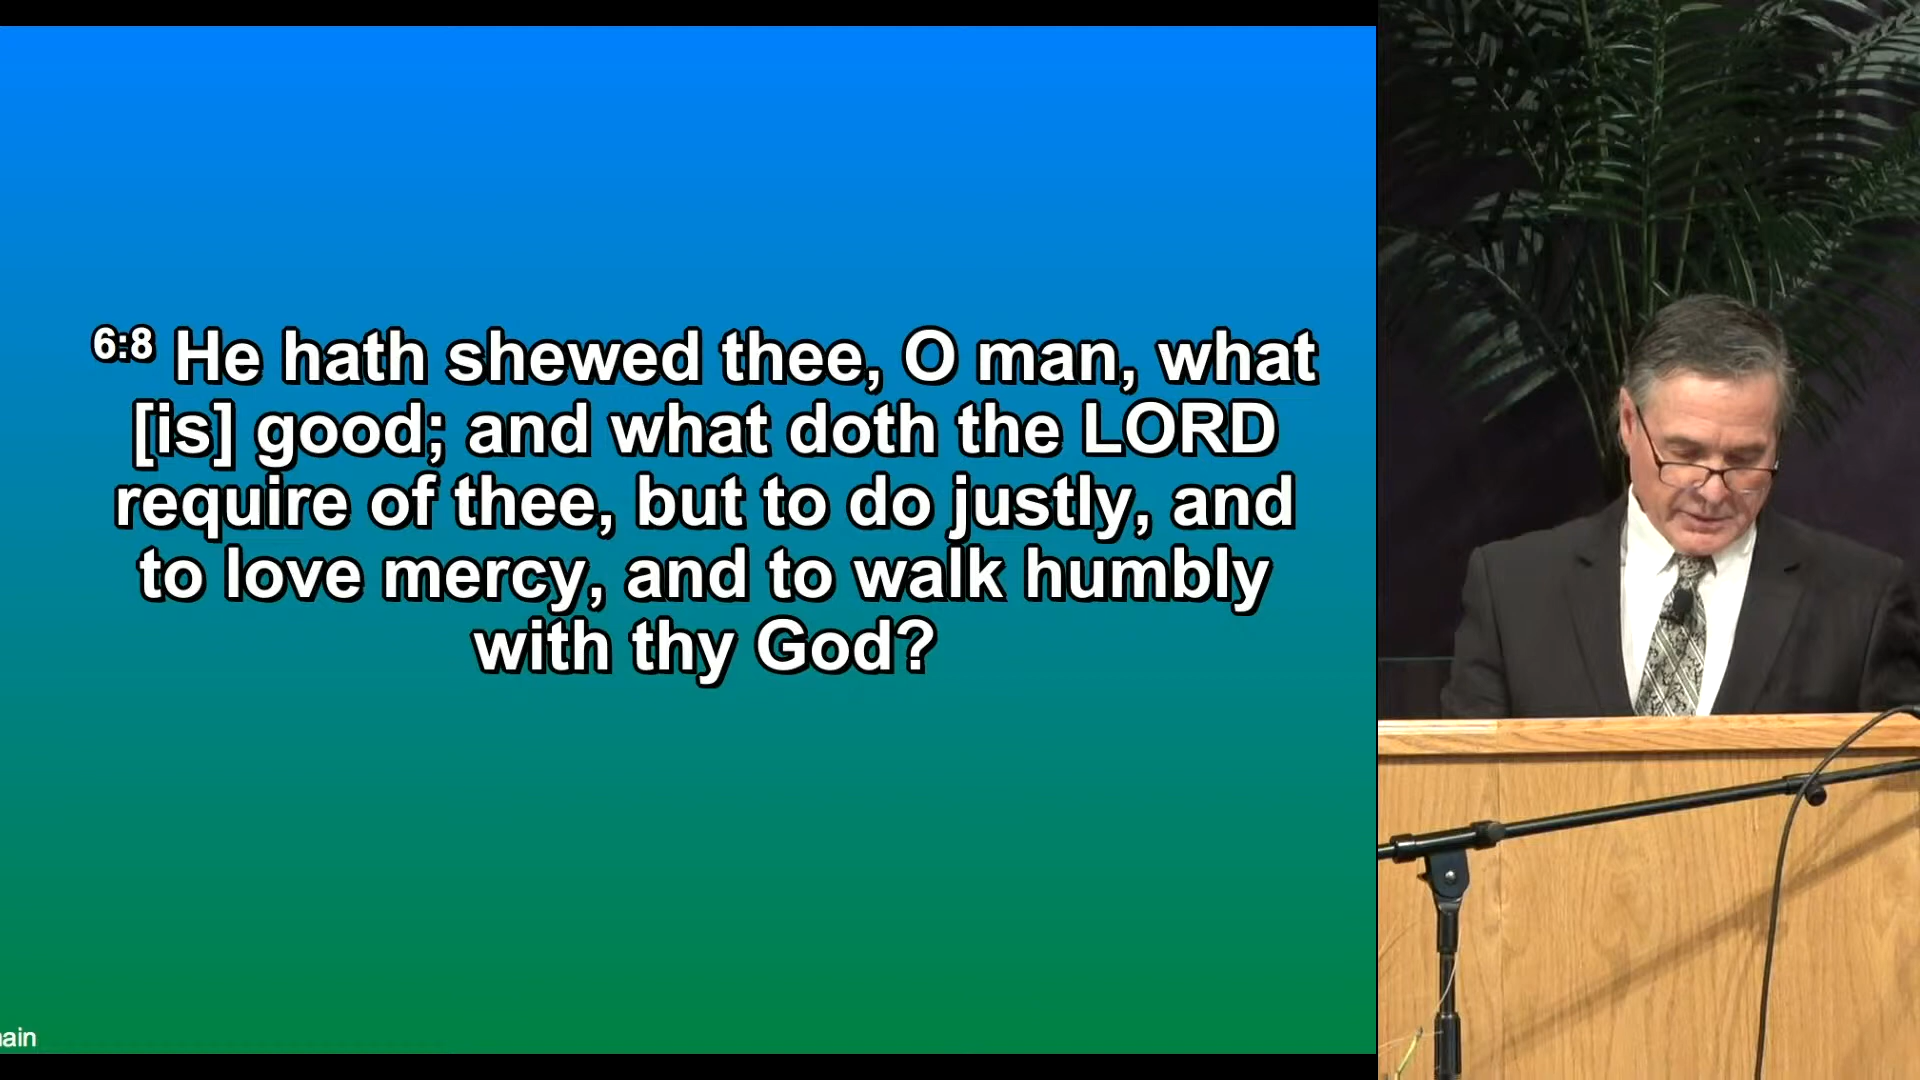 6:8 He hath shewed thee, O man, what
[is] good; and what doth the LORD
require of thee, but to do justly, and
to love mercy, and to walk humbly
with thy God?